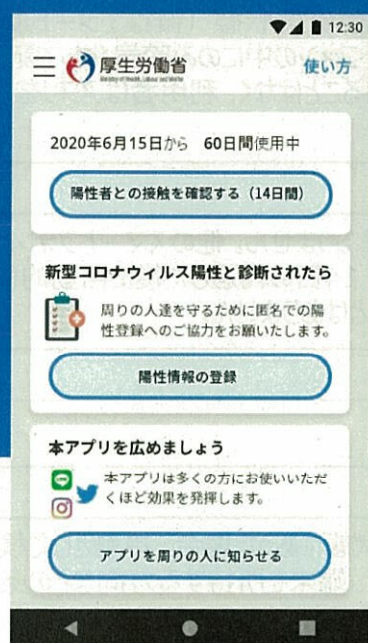 12:30
厚生労働省
Ministry of Health, Labour and Welfare
使い方
2020年6月15日から 60日間使用中
陽性者との接触を確認する（14日間）
新型コロナウィルス陽性と診断されたら
周りの人達を守るために匿名での陽
性登録へのご協力をお願いいたします。
陽性情報の登録
本アプリを広めましょう
本アプリは多くの方にお使いいただ
くほど効果を発揮します。
アプリを周りの人に知らせる